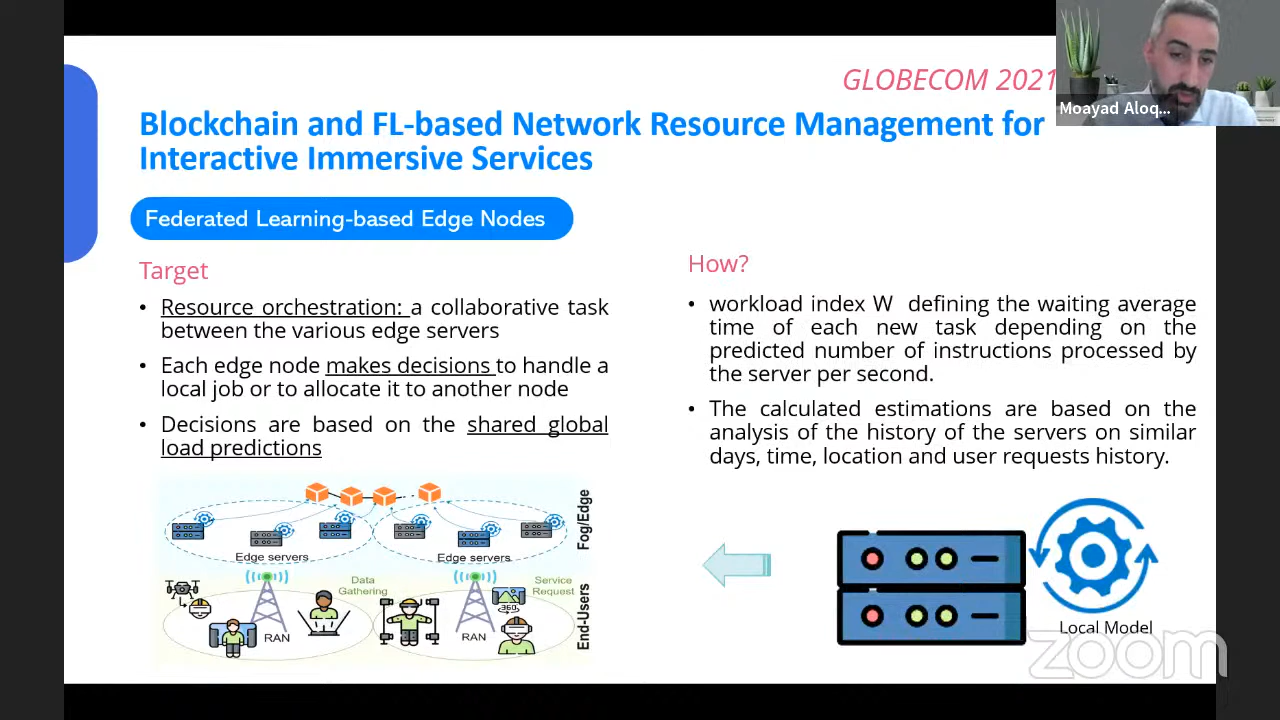 GLOBECOM 2021
Moayad Aloq...
Blockchain and FL-based Network Resource Management for
Interactive Immersive Services
Federated Learning-based Edge Nodes
Target
• Resource orchestration: a collaborative task
between the various edge servers
• Each edge node makes decisions to handle a
local job or to allocate it to another node
• Decisions are based on the shared global
load predictions
How?
• workload index W defining the waiting average
time of each new task depending on the
predicted number of instructions processed by
the server per second.
• The calculated estimations are based on the
analysis of the history of the servers on similar
days, time, location and user requests history.
Edge servers
Edge servers
Fog/Edge
Data
Gathering
Service
Request
360
RAN
RAN
End-Users
Local Model
zoom